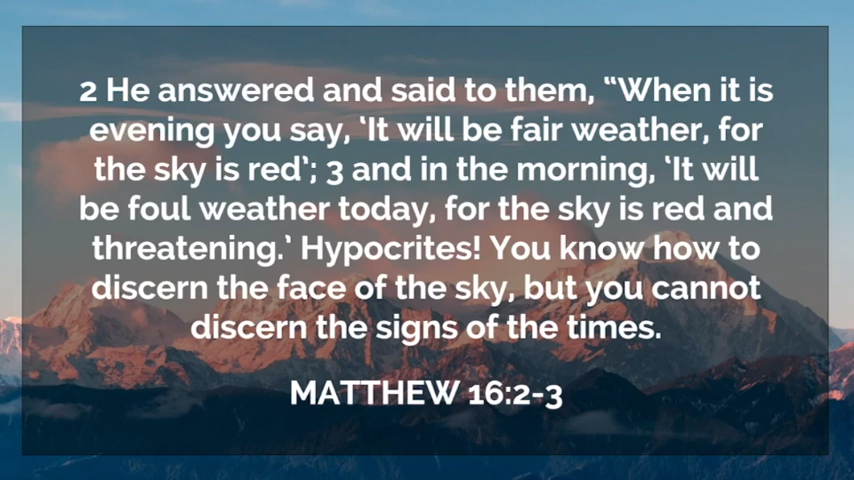 2 He answered and said to them, “When it is
evening you say, ‘It will be fair weather, for
the sky is red’; 3 and in the morning, ‘It will
be foul weather today, for the sky is red and
threatening.’ Hypocrites! You know how to
discern the face of the sky, but you cannot
discern the signs of the times.
MATTHEW 16:2-3